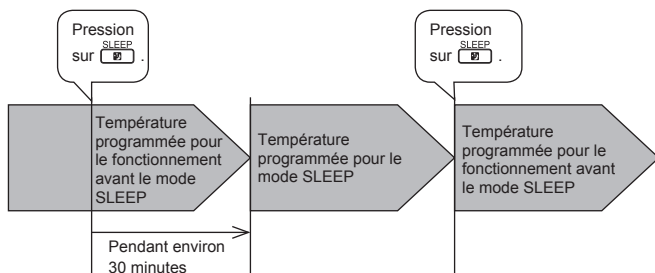 Pression
SLEEP
sur .
Pression
SLEEP
sur .
Température
programmée pour
le fonctionnement
avant le mode
SLEEP
Température
programmée pour le
mode SLEEP
Température
programmée pour le
fonctionnement avant
le mode SLEEP
Pendant environ
30 minutes